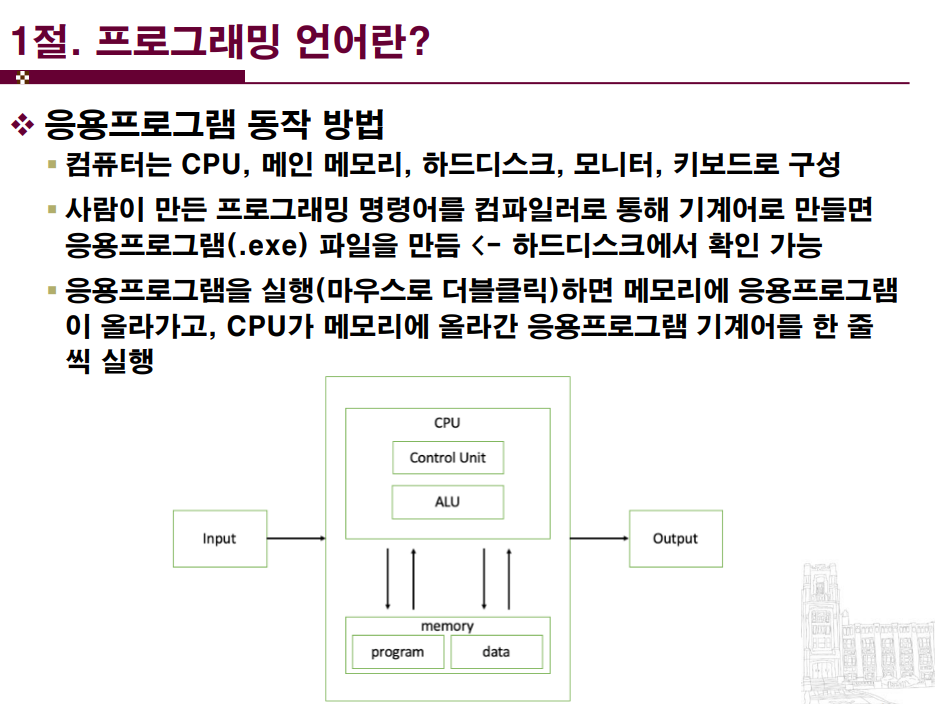 1절. 프로그래밍 언어란?
응용프로그램 동작 방법
컴퓨터는 CPU, 메인 메모리, 하드디스크, 모니터, 키보드로 구성
사람이 만든 프로그래밍 명령어를 컴파일러로 통해 기계어로 만들면
응용프로그램(.exe) 파일을 만듬 <- 하드디스크에서 확인 가능
응용프로그램을 실행(마우스로 더블클릭)하면 메모리에 응용프로그램
이 올라가고, CPU가 메모리에 올라간 응용프로그램 기계어를 한 줄
씩 실행
CPU
Control Unit
ALU
Input
Output
memory
program
data